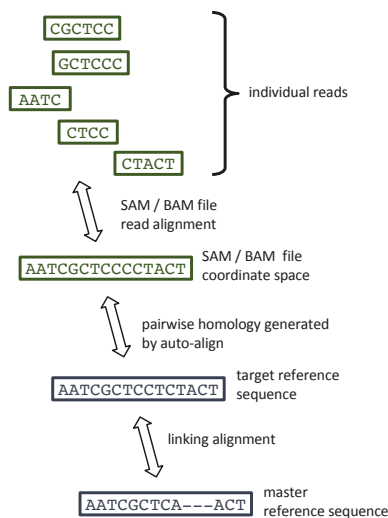 CGCTCC
GCTCCC
AATC
CTCC
CTACT
individual reads
SAM / BAM file
read alignment
AATCGCTCCCCTACT
SAM / BAM file
coordinate space
pairwise homology generated
by auto-align
AATCGCTCCTCTACT
target reference
sequence
linking alignment
AATCGCTCA---ACT
master
reference sequence